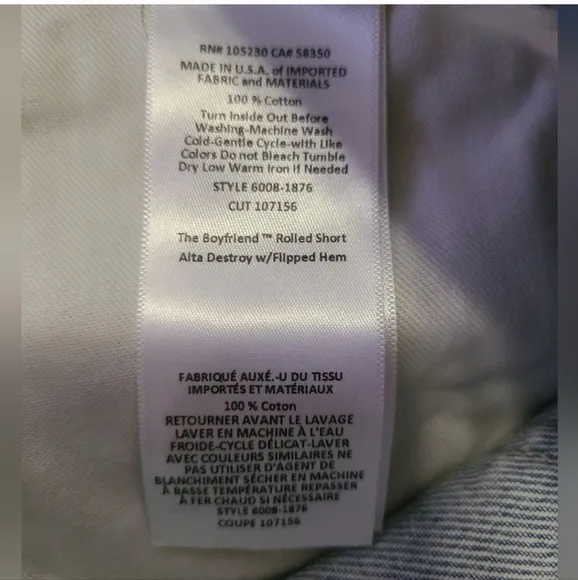 RN# 105230 CA# 58350
MADE IN U.S.A. of IMPORTED
FABRIC and MATERIALS
100 % Cotton
Turn Inside Out Before
Washing-Machine Wash
Cold-Gentle Cycle-with Like
Colors Do not Bleach Tumble
Dry Low Warm Iron If Needed
STYLE 6008-1876
CUT 107156
The Boyfriend ™ Rolled Short
Alta Destroy w/Flipped Hem
FABRIQUÉ AUXÉ.-U DU TISSU
IMPORTÉS ET MATÉRIAUX
100 % Coton
RETOURNER AVANT LE LAVAGE
LAVER EN MACHINE À L'EAU
FROIDE-CYCLE DÉLICAT-LAVER
AVEC COULEURS SIMILAIRES NE
PAS UTILISER D'AGENT DE
BLANCHIMENT SÉCHER EN MACHINE
À BASSE TEMPÉRATURE REPASSER
À FER CHAUD SI NÉCESSAIRE
STYLE 6008-1876
COUPE 107156